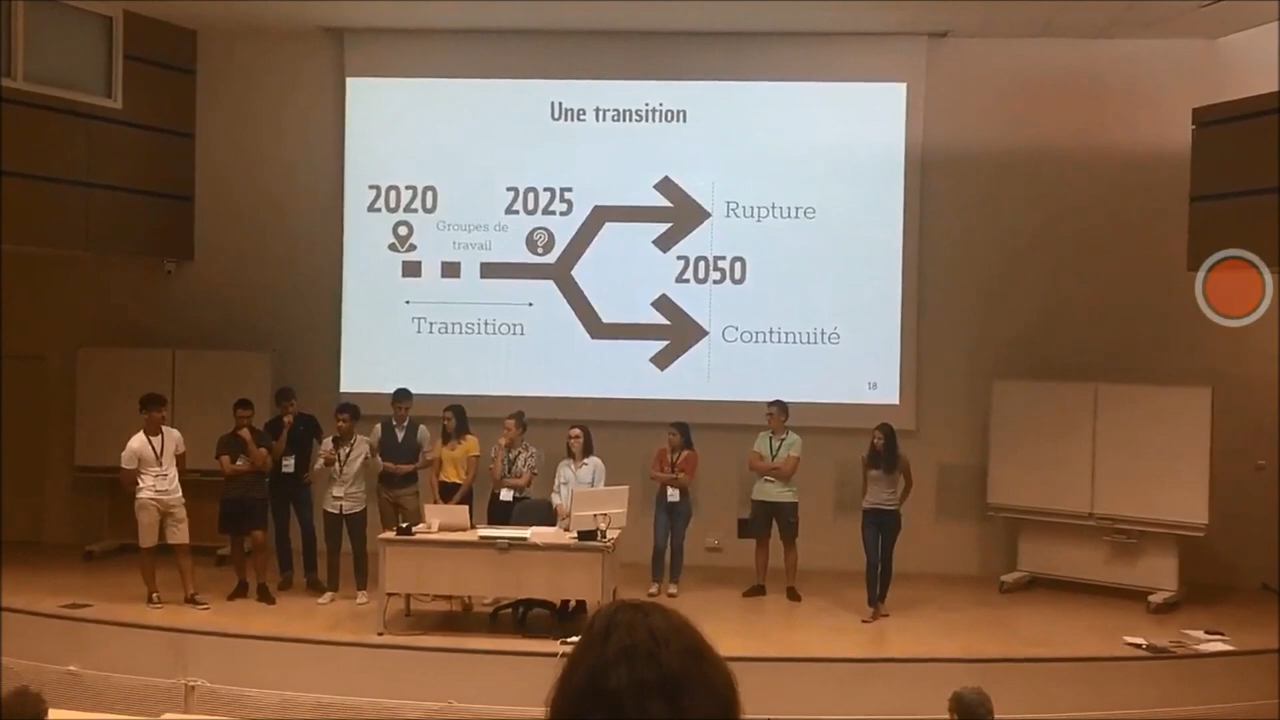 Une transition
2020
2025
Groupes de
travail
Rupture
2050
Transition
Continuité
18